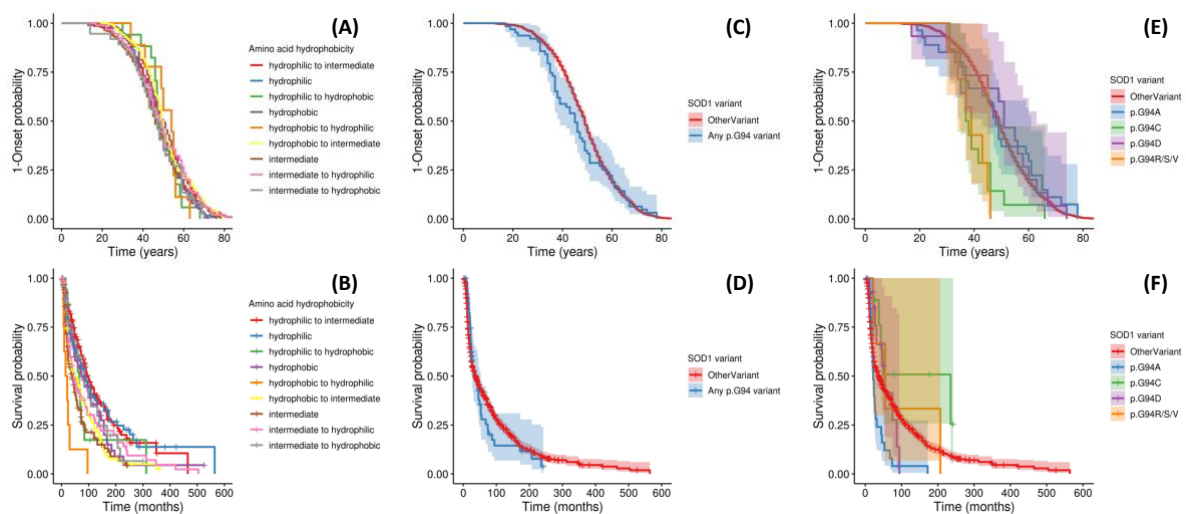 (A)
1-Onset probability
1.00
0.75
0.50
0.25
0.00
0 20 40 60 80
Time (years)
Amino acid hydrophobicity
hydrophilic to intermediate
hydrophilic
hydrophilic to hydrophobic
hydrophobic
hydrophobic to hydrophilic
hydrophobic to intermediate
intermediate
intermediate to hydrophilic
intermediate to hydrophobic
(C)
1-Onset probability
1.00
0.75
0.50
0.25
0.00
0 20 40 60 80
Time (years)
SOD1 variant
OtherVariant
Any p.G94 variant
(E)
1-Onset probability
1.00
0.75
0.50
0.25
0.00
0 20 40 60 80
Time (years)
SOD1 variant
OtherVariant
p.G94A
p.G94C
p.G94D
p.G94R/S/V
(B)
Survival probability
1.00
0.75
0.50
0.25
0.00
0 100 200 300 400 500 600
Time (months)
Amino acid hydrophobicity
hydrophilic to intermediate
hydrophilic
hydrophilic to hydrophobic
hydrophobic
hydrophobic to hydrophilic
hydrophobic to intermediate
intermediate
intermediate to hydrophilic
intermediate to hydrophobic
(D)
Survival probability
1.00
0.75
0.50
0.25
0.00
0 100 200 300 400 500 600
Time (months)
SOD1 variant
OtherVariant
Any p.G94 variant
(F)
Survival probability
1.00
0.75
0.50
0.25
0.00
0 100 200 300 400 500 600
Time (months)
SOD1 variant
OtherVariant
p.G94A
p.G94C
p.G94D
p.G94R/S/V